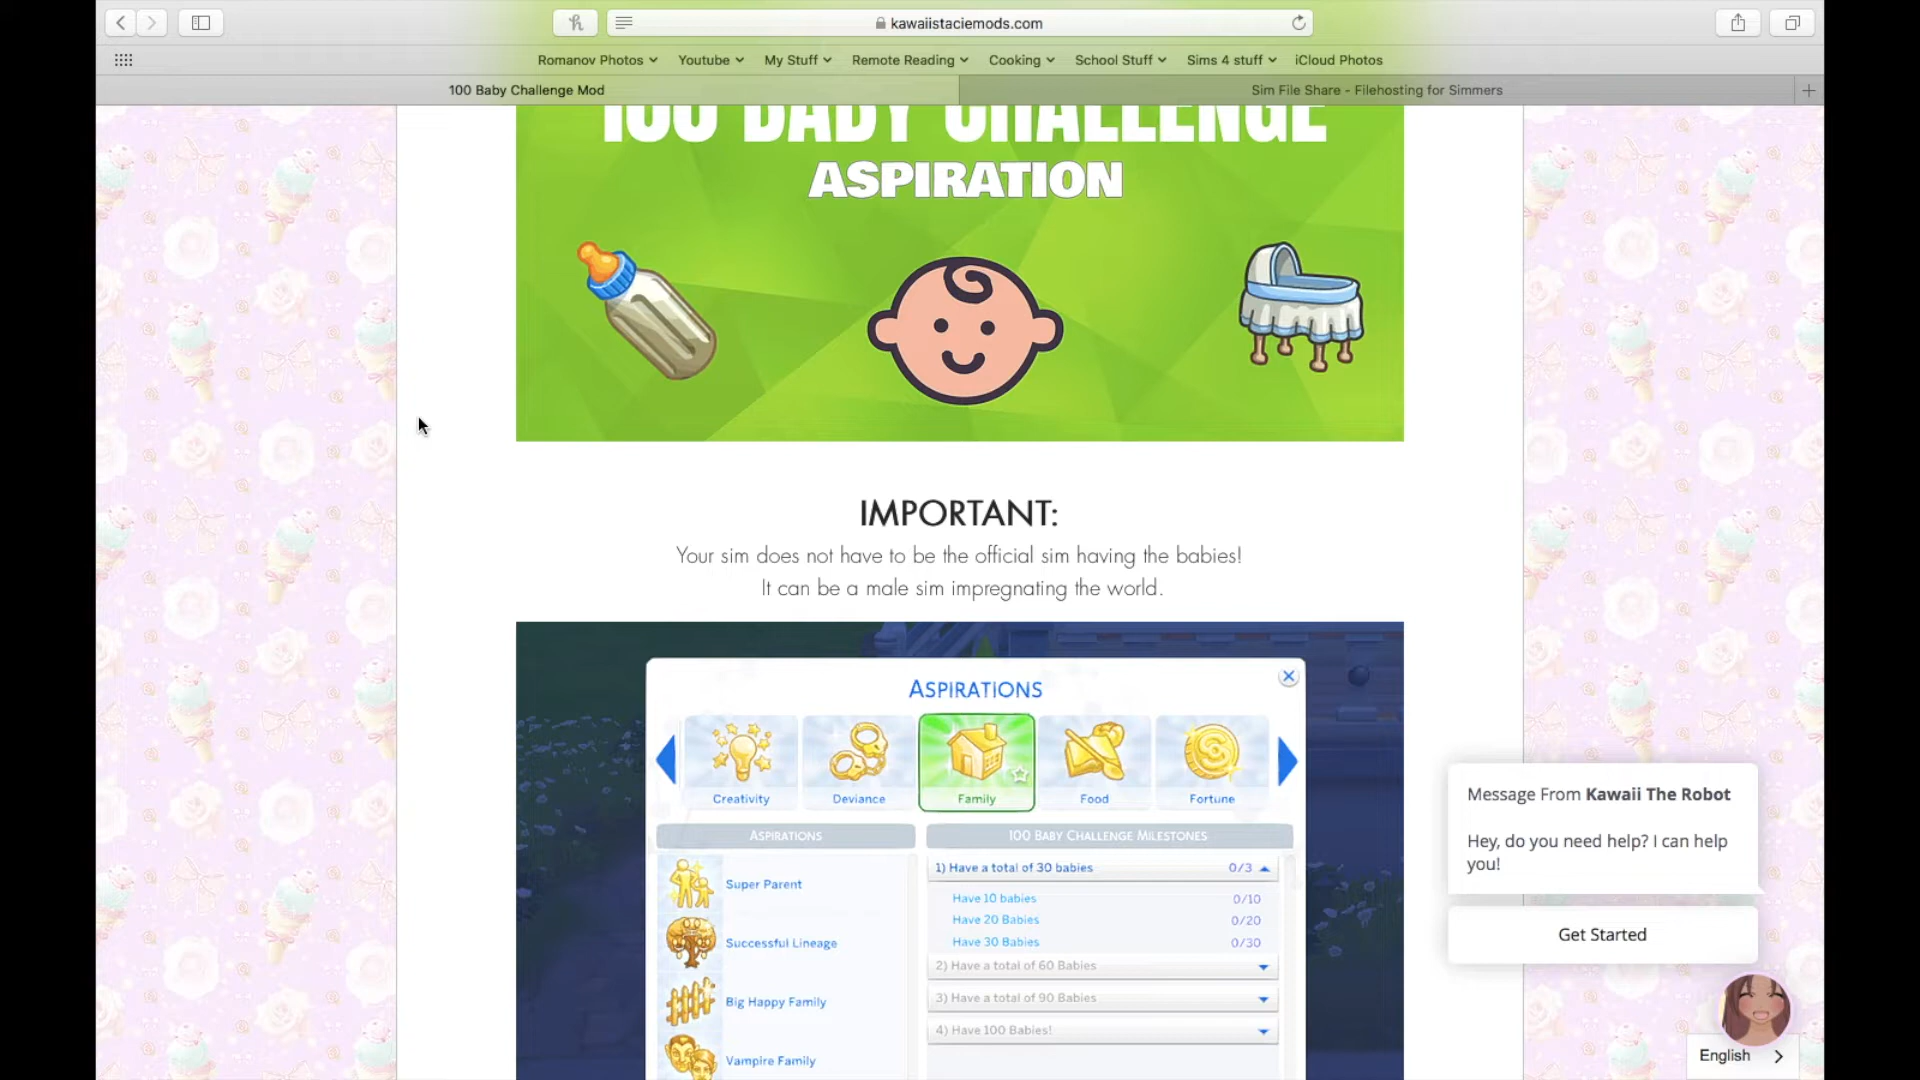 kawaiistaciemods.com
Romanov Photos Youtube My Stuff Remote Reading Cooking School Stuff Sims 4 stuff iCloud Photos
100 Baby Challenge Mod Sim File Share - Filehosting for Simmers
100 BABY CHALLENGE
ASPIRATION
IMPORTANT:
Your sim does not have to be the official sim having the babies!
It can be a male sim impregnating the world.
ASPIRATIONS
Creativity Deviance Family Food Fortune
ASPIRATIONS 100 BABY CHALLENGE MILESTONES
1) Have a total of 30 babies 0/3
Super Parent
Have 10 babies 0/10
Have 20 Babies 0/20
Successful Lineage
Have 30 Babies 0/30
2) Have a total of 60 Babies
Big Happy Family
3) Have a total of 90 Babies
4) Have 100 Babies!
Vampire Family
Message From Kawaii The Robot
Hey, do you need help? I can help
you!
Get Started
English